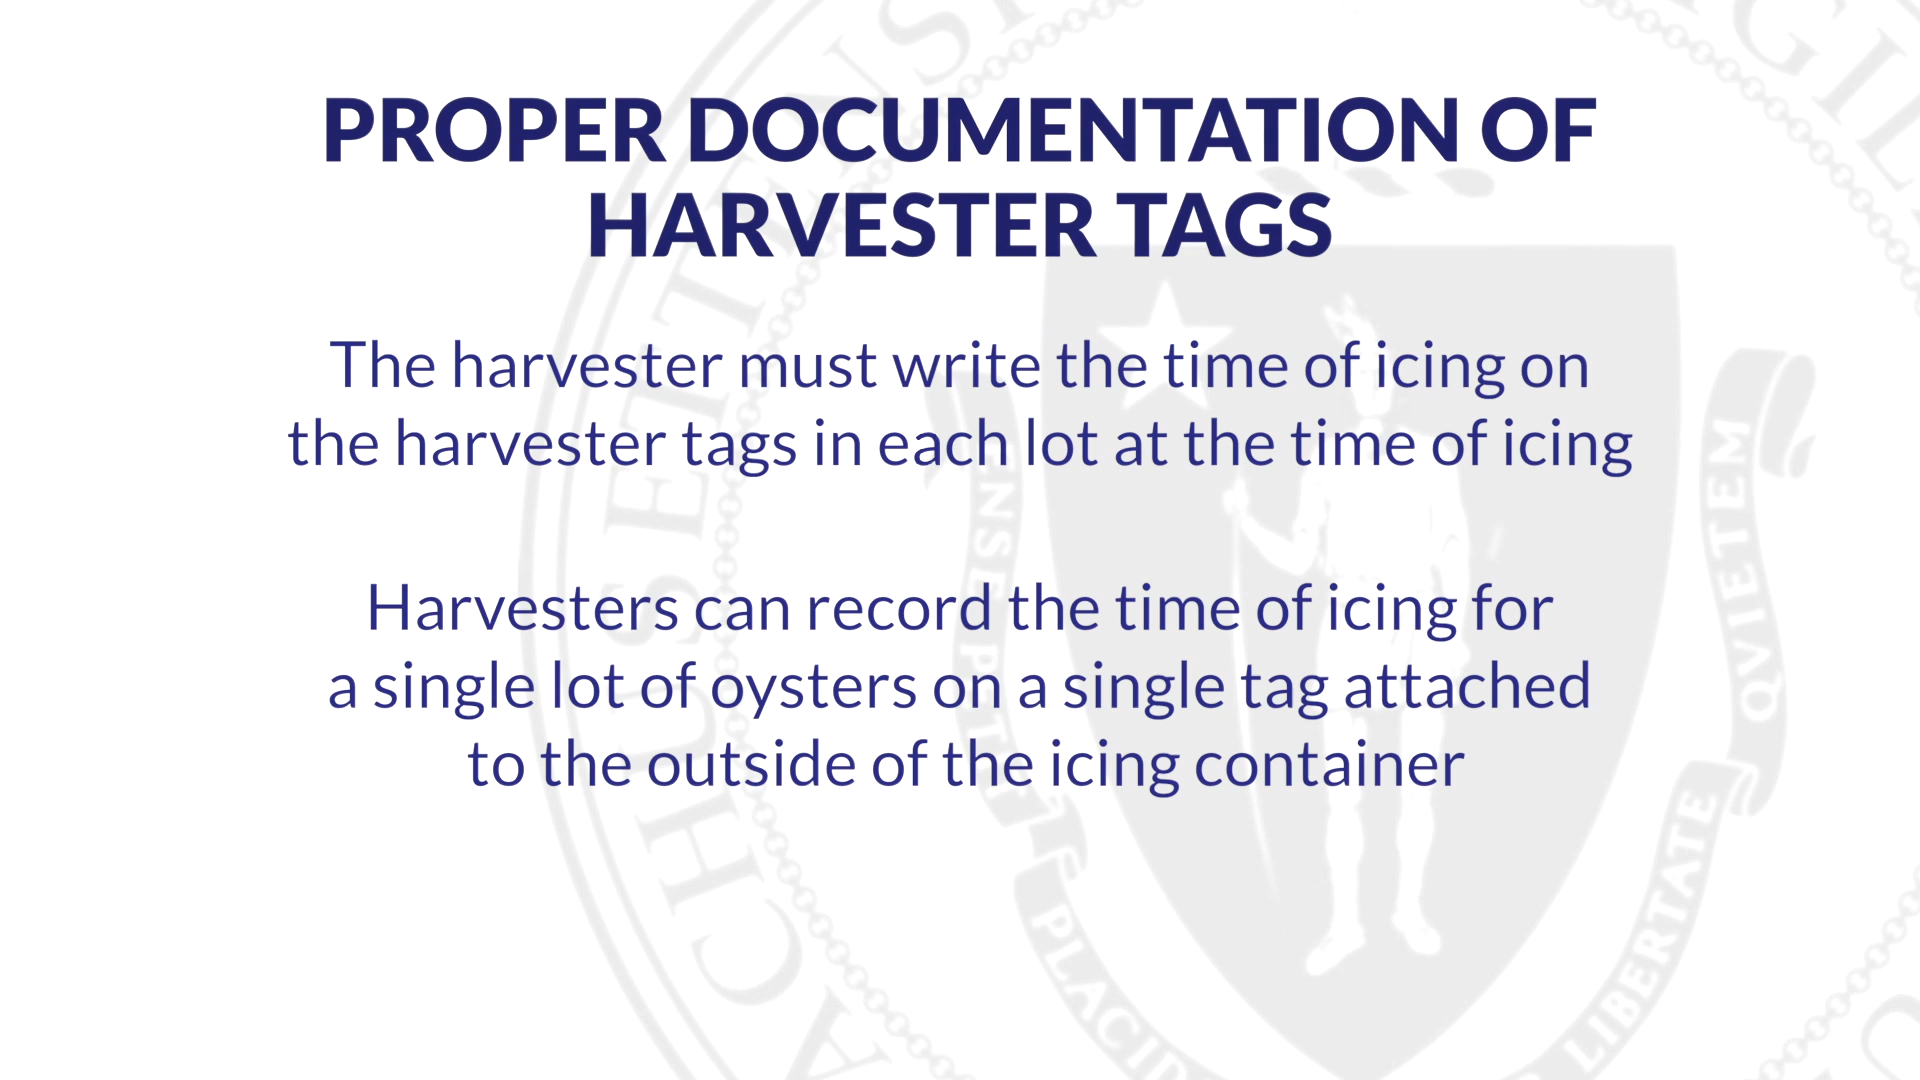 PROPER DOCUMENTATION OF
HARVESTER TAGS
The harvester must write the time of icing on
the harvester tags in each lot at the time of icing
Harvesters can record the time of icing for
a single lot of oysters on a single tag attached
to the outside of the icing container
QVIETEM
LIBERTATE